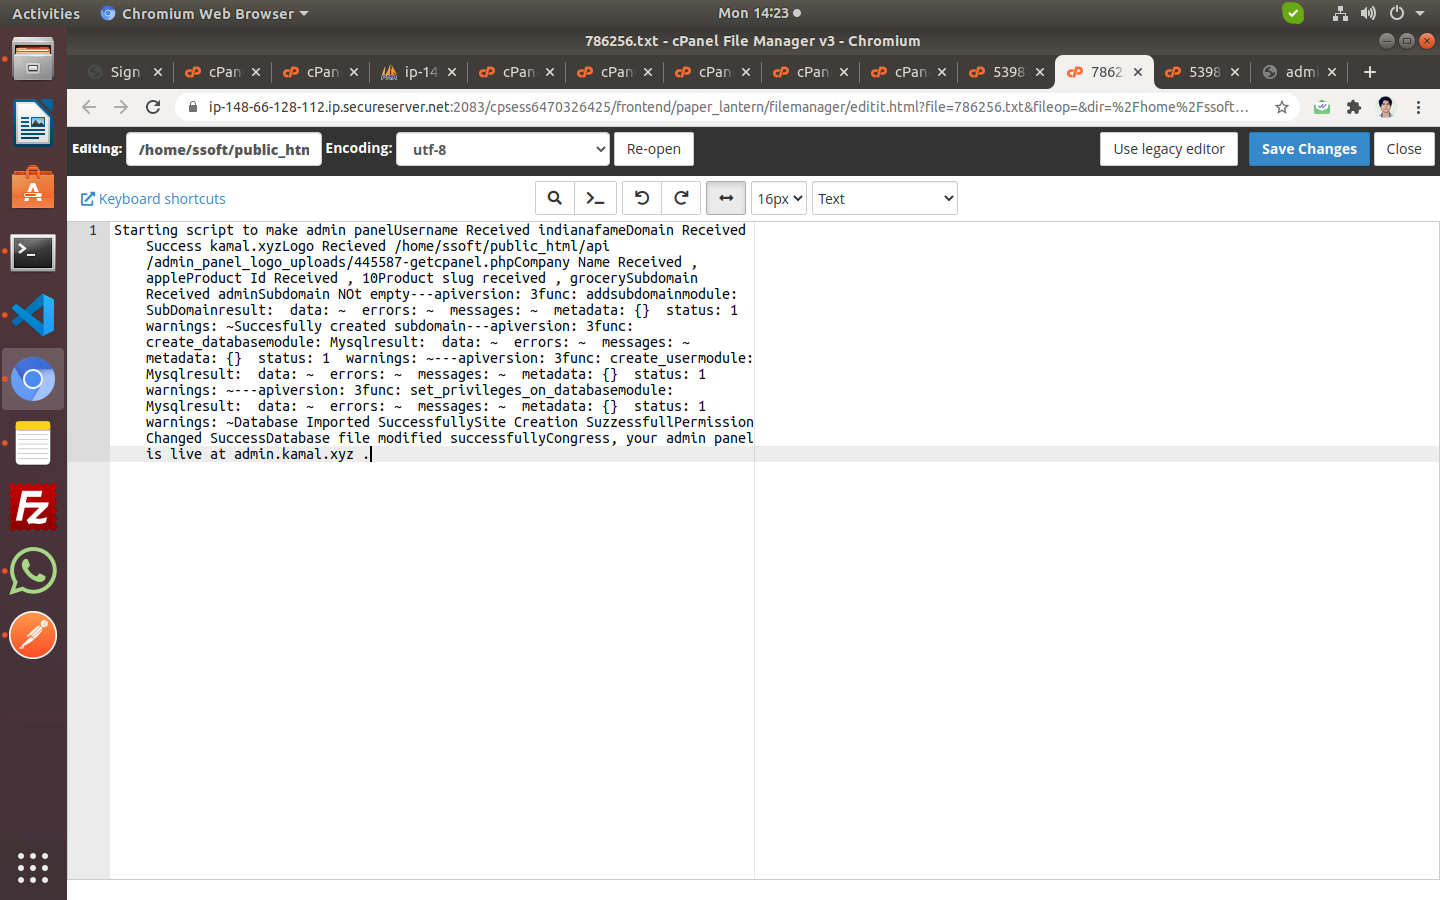 Activities
Chromium Web Browser
Mon 14:23
786256.txt - cPanel File Manager v3 - Chromium
Sign
cPan
cPan
ip-14
cPan
cPan
cPan
cPan
cPan
5398
7862
5398
admi
ip-148-66-128-112.ip.secureserver.net:2083/cpsess6470326425/frontend/paper_lantern/filemanager/editit.html?file=786256.txt&fileop=&dir=%2Fhome%2Fssoft…
Editing:
/home/ssoft/public_htn
Encoding:
utf-8
Re-open
Use legacy editor
Save Changes
Close
Keyboard shortcuts
16px
Text
1
Starting script to make admin panelUsername Received indianafameDomain Received
Success kamal.xyzLogo Recieved /home/ssoft/public_html/api
/admin_panel_logo_uploads/445587-getcpanel.phpCompany Name Received ,
appleProduct Id Received , 10Product slug received , grocerySubdomain
Received adminSubdomain NOt empty---apiversion: 3func: addsubdomainmodule:
SubDomainresult:  data: ~  errors: ~  messages: ~  metadata: {}  status: 1
warnings: ~Succesfully created subdomain---apiversion: 3func:
create_databasemodule: Mysqlresult:  data: ~  errors: ~  messages: ~
metadata: {}  status: 1  warnings: ~---apiversion: 3func: create_usermodule:
Mysqlresult:  data: ~  errors: ~  messages: ~  metadata: {}  status: 1
warnings: ~---apiversion: 3func: set_privileges_on_databasemodule:
Mysqlresult:  data: ~  errors: ~  messages: ~  metadata: {}  status: 1
warnings: ~Database Imported SuccessfullySite Creation SuzzessfullPermission
Changed SuccessDatabase file modified successfullyCongress, your admin panel
is live at admin.kamal.xyz .